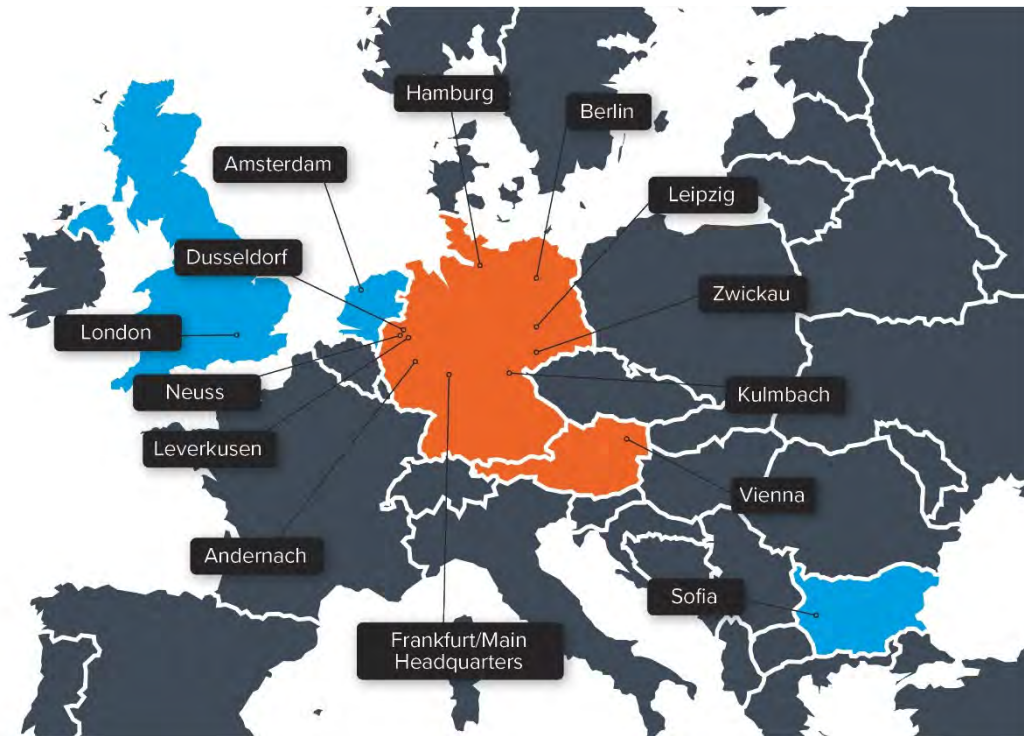 Hamburg
Berlin
Amsterdam
Leipzig
Dusseldorf
Zwickau
London
Neuss
Kulmbach
Leverkusen
Vienna
Andernach
Sofia
Frankfurt/Main
Headquarters